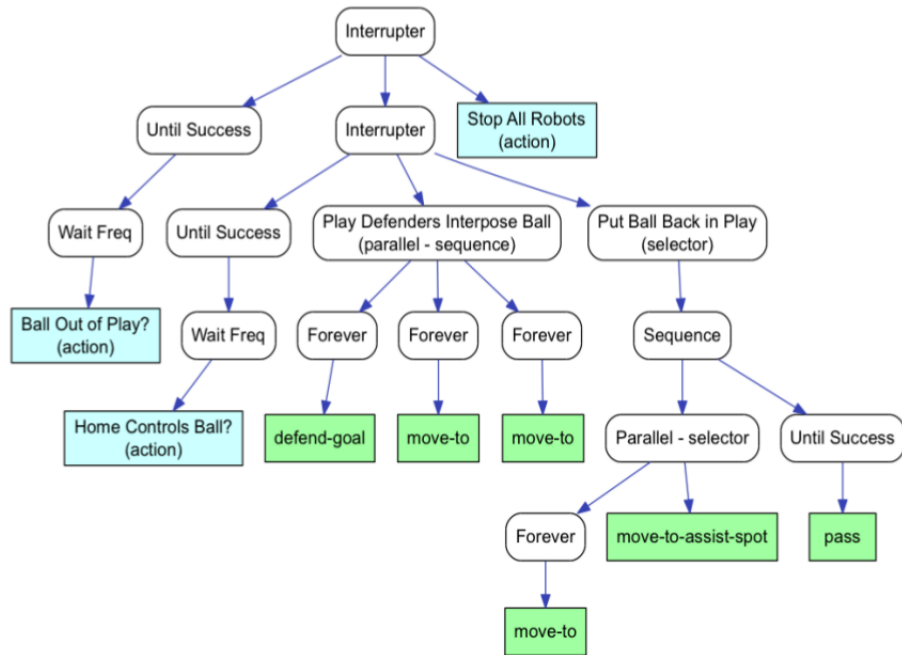 Interrupter
Until Success
Interrupter
Stop All Robots
(action)
Wait Freq
Until Success
Play Defenders Interpose Ball
(parallel - sequence)
Put Ball Back in Play
(selector)
Ball Out of Play?
(action)
Wait Freq
Forever
Forever
Forever
Sequence
Home Controls Ball?
(action)
defend-goal
move-to
move-to
Parallel - selector
Until Success
Forever
move-to-assist-spot
pass
move-to